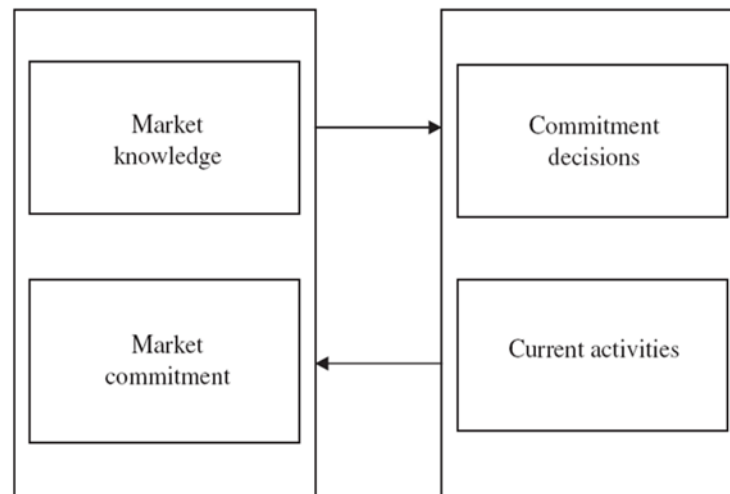 Market
knowledge
Commitment
decisions
Market
commitment
Current activities